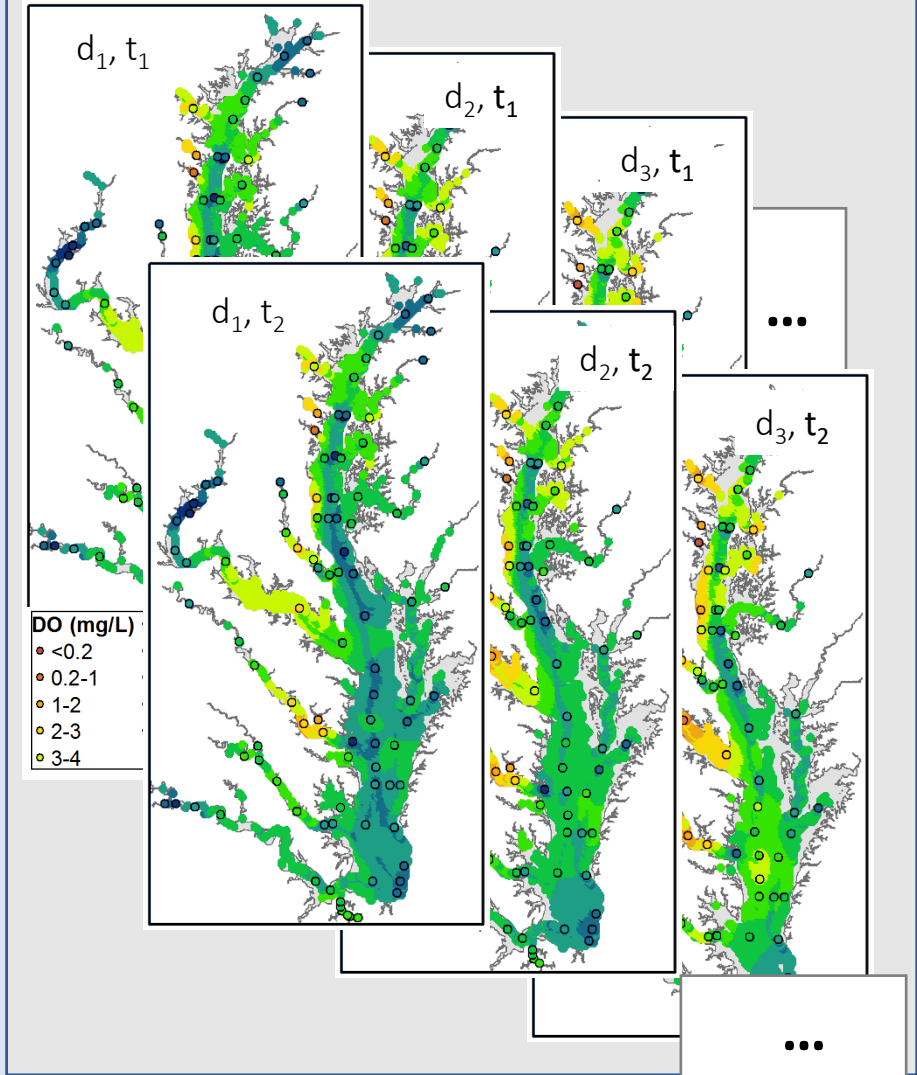 d₁, t₁
d₂, t₁
d₃, t₁
...
d₁, t₂
d₂, t₂
d₃, t₂
DO (mg/L)
<0.2
0.2-1
1-2
2-3
3-4
...